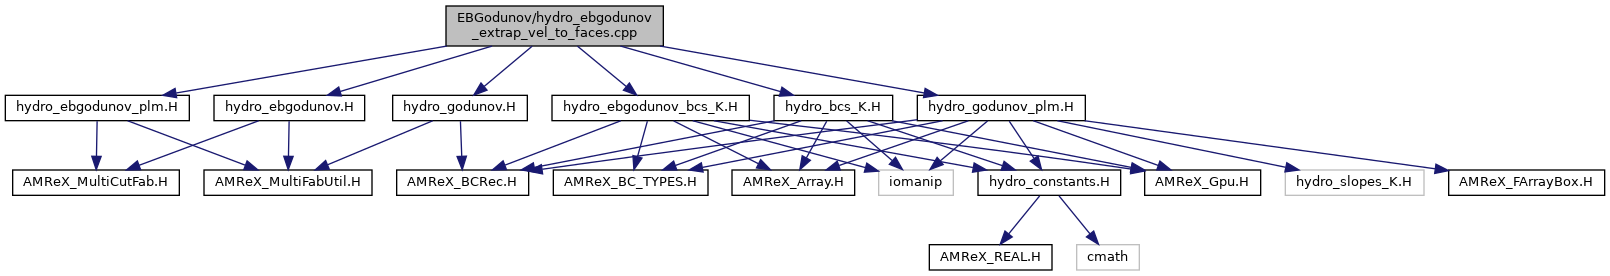 EBGodunov/hydro_ebgodunov
_extrap_vel_to_faces.cpp
hydro_ebgodunov_plm.H
hydro_ebgodunov.H
hydro_godunov.H
hydro_ebgodunov_bcs_K.H
hydro_bcs_K.H
hydro_godunov_plm.H
AMReX_MultiCutFab.H
AMReX_MultiFabUtil.H
AMReX_BCRec.H
AMReX_BC_TYPES.H
AMReX_Array.H
iomanip
hydro_constants.H
AMReX_Gpu.H
hydro_slopes_K.H
AMReX_FArrayBox.H
AMReX_REAL.H
cmath